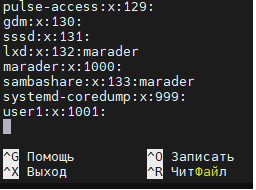 pulse-access:x:129:
gdm:x:130:
sssd:x:131:
lxd:x:132:marader
marader:x:1000:
sambashare:x:133:marader
systemd-coredump:x:999:
user1:x:1001:
^G Помощь ^O Записать
^X Выход ^R ЧитФайл